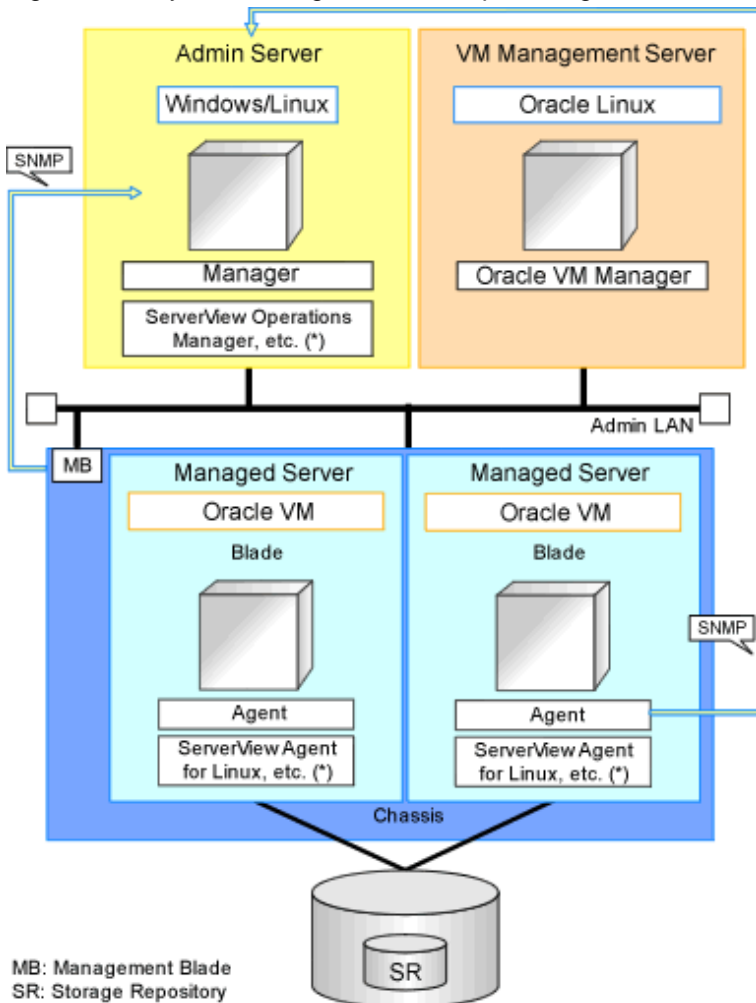 Admin Server
VM Management Server
Windows/Linux
Oracle Linux
SNMP
Manager
Oracle VM Manager
ServerView Operations
Manager, etc. (*)
Admin LAN
MB
Managed Server
Managed Server
Oracle VM
Oracle VM
Blade
Blade
SNMP
Agent
Agent
ServerView Agent
for Linux, etc. (*)
ServerView Agent
for Linux, etc. (*)
Chassis
SR
MB: Management Blade
SR: Storage Repository